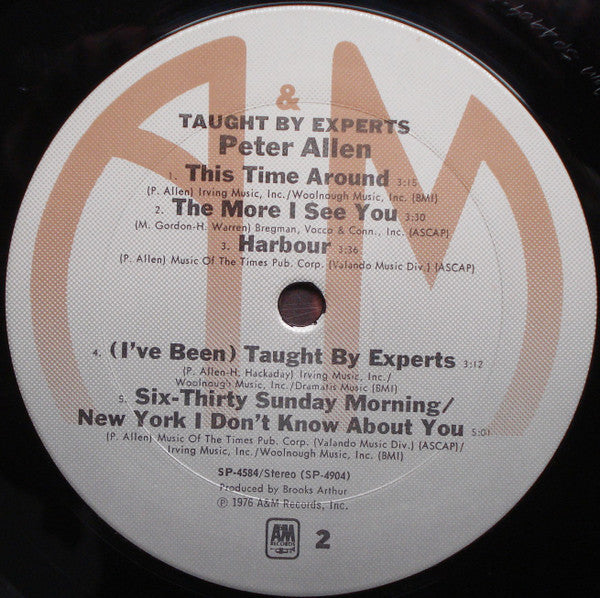 &
TAUGHT BY EXPERTS
Peter Allen
1. This Time Around 3:15
(P. Allen) Irving Music, Inc./Woolnough Music, Inc. (BMI)
2. The More I See You 3:30
(M. Gordon-H. Warren) Bregman, Vocco & Conn., Inc. (ASCAP)
3. Harbour 3:36
(P. Allen) Music Of The Times Pub. Corp. (Valando Music Div.) (ASCAP)
4. (I've Been) Taught By Experts 3:12
(P. Allen-H. Hackaday) Irving Music, Inc./
Woolnough Music, Inc./Dramatis Music (BMI)
5. Six-Thirty Sunday Morning/
New York I Don't Know About You 5:01
(P. Allen) Music Of The Times Pub. Corp. (Valando Music Div.) (ASCAP)/
Irving Music, Inc./Woolnough Music, Inc. (BMI)
SP-4584/Stereo (SP-4904)
Produced by Brooks Arthur
℗ 1976 A&M Records, Inc.
A&M
RECORDS
2